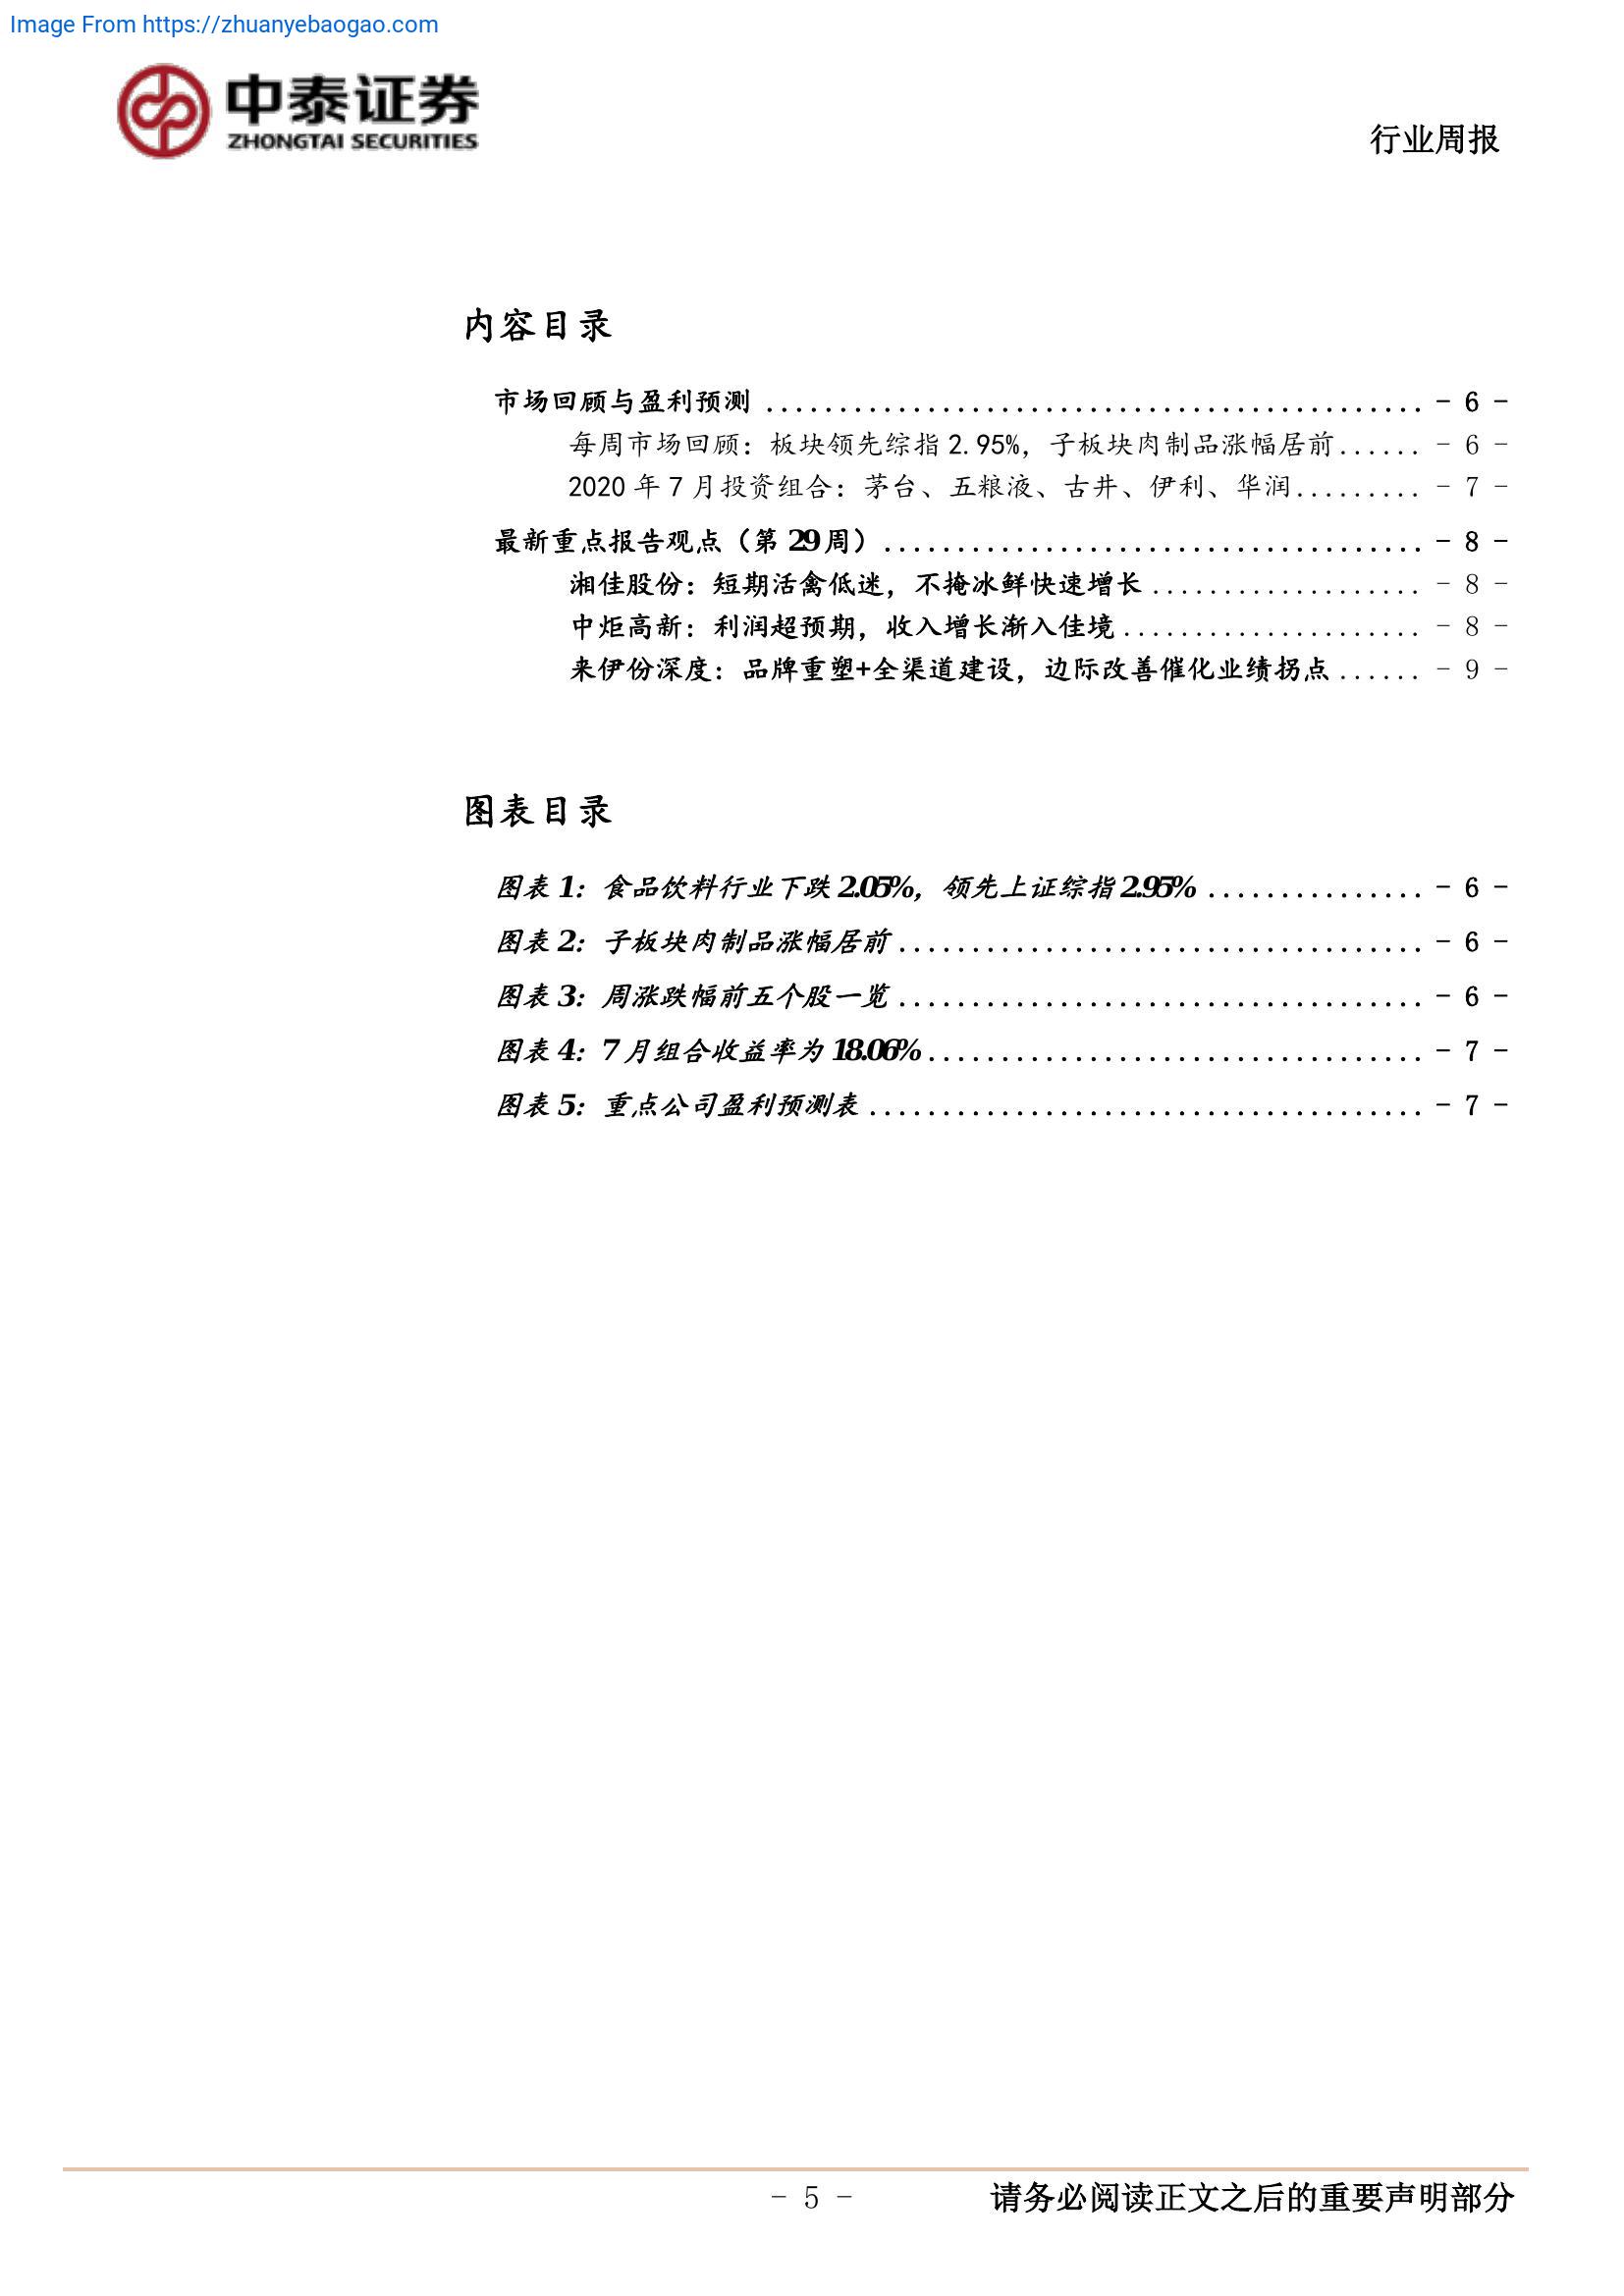 Image From https://zhuanyebaogao.com
中泰证券
ZHONGTAI SECURITIES
行业周报
内容目录
市场回顾与盈利预测 ............................................. - 6 -
每周市场回顾：板块领先综指 2.95%，子板块肉制品涨幅居前...... - 6 -
2020 年 7 月投资组合：茅台、五粮液、古井、伊利、华润......... - 7 -
最新重点报告观点（第 29 周）..................................... - 8 -
湘佳股份：短期活禽低迷，不掩冰鲜快速增长................... - 8 -
中炬高新：利润超预期，收入增长渐入佳境..................... - 8 -
来伊份深度：品牌重塑+全渠道建设，边际改善催化业绩拐点...... - 9 -
图表目录
图表 1：食品饮料行业下跌 2.05%，领先上证综指 2.95% ............... - 6 -
图表 2：子板块肉制品涨幅居前.................................... - 6 -
图表 3：周涨跌幅前五个股一览.................................... - 6 -
图表 4：7 月组合收益率为 18.06%.................................. - 7 -
图表 5：重点公司盈利预测表...................................... - 7 -
- 5 -
请务必阅读正文之后的重要声明部分